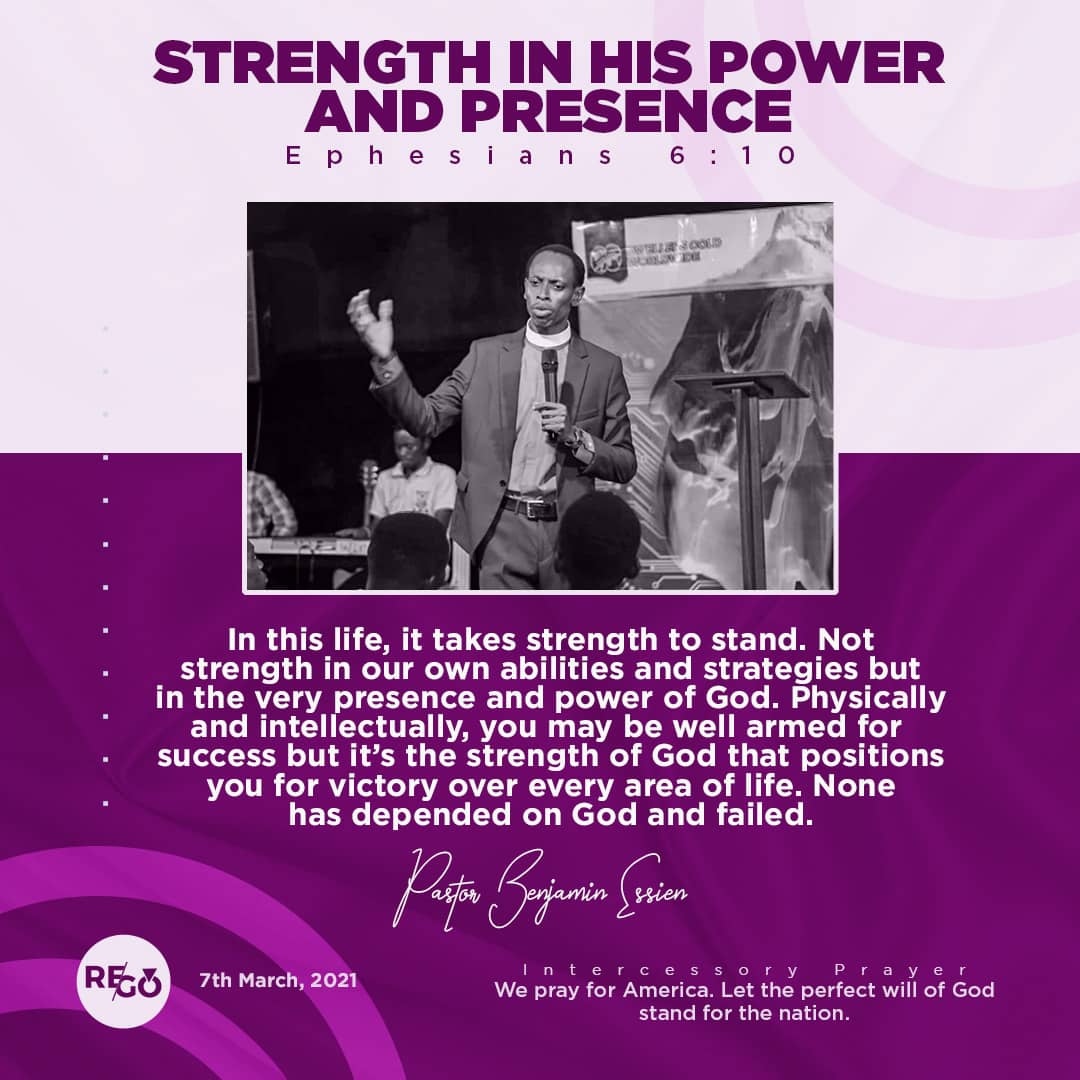 STRENGTH IN HIS POWER
AND PRESENCE
Ephesians 6:10
WORLDWIDE
In this life, it takes strength to stand. Not
strength in our own abilities and strategies but
in the very presence and power of God. Physically
and intellectually, you may be well armed for
success but it’s the strength of God that positions
you for victory over every area of life. None
has depended on God and failed.
Pastor Benjamin Essien
RE/GO
7th March, 2021
Intercessory Prayer
We pray for America. Let the perfect will of God
stand for the nation.